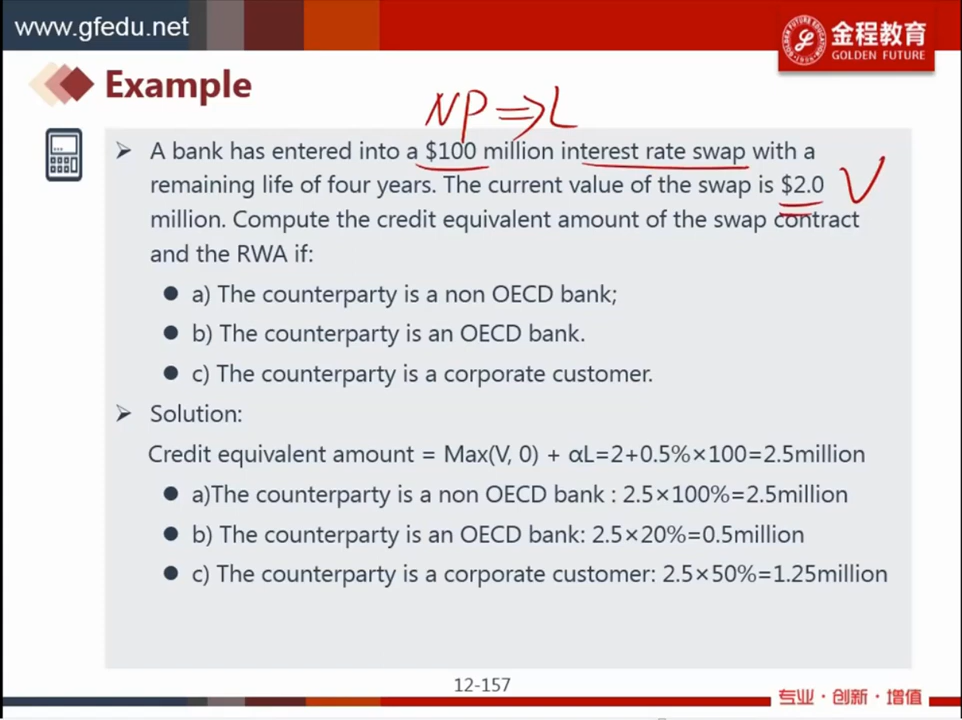 www.gfedu.net
金程教育
GOLDEN FUTURE
Example
NP⇒L
A bank has entered into a $100 million interest rate swap with a
remaining life of four years. The current value of the swap is $2.0 V
million. Compute the credit equivalent amount of the swap contract
and the RWA if:
a) The counterparty is a non OECD bank;
b) The counterparty is an OECD bank.
c) The counterparty is a corporate customer.
Solution:
Credit equivalent amount = Max(V, 0) + αL=2+0.5%×100=2.5million
a)The counterparty is a non OECD bank : 2.5×100%=2.5million
b) The counterparty is an OECD bank: 2.5×20%=0.5million
c) The counterparty is a corporate customer: 2.5×50%=1.25million
12-157
专业·创新·增值